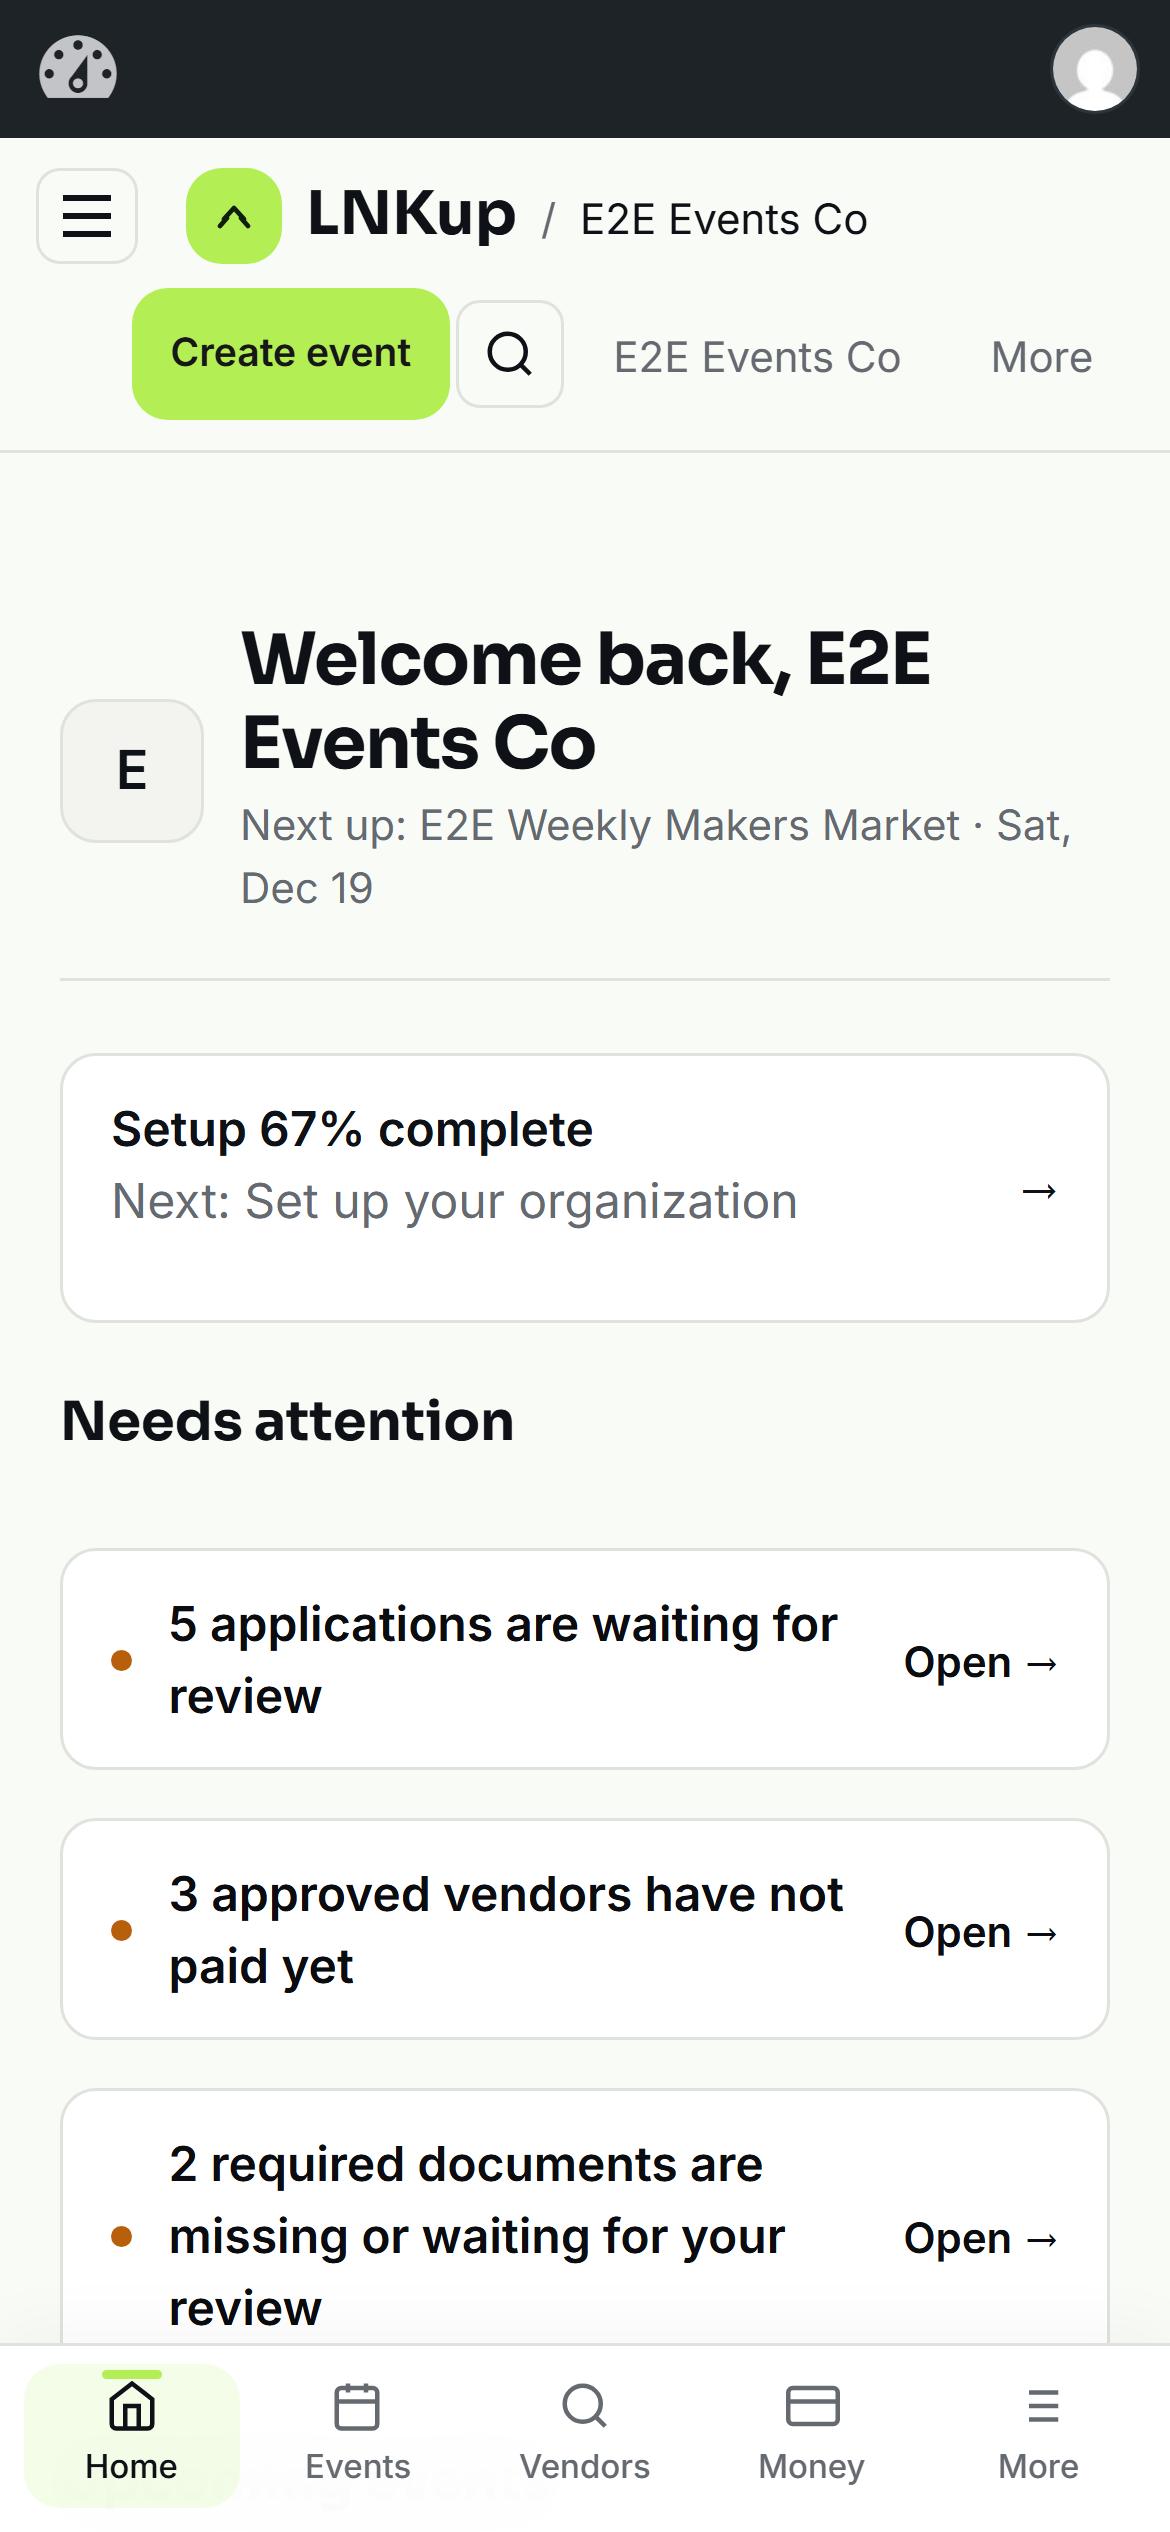 LNKup / E2E Events Co
Create event
E2E Events Co
More
Welcome back, E2E
Events Co
E
Next up: E2E Weekly Makers Market · Sat,
Dec 19
Setup 67% complete
Next: Set up your organization
→
Needs attention
5 applications are waiting for
review
Open →
3 approved vendors have not
paid yet
Open →
2 required documents are
missing or waiting for your
review
Open →
Home
Events
Vendors
Money
More